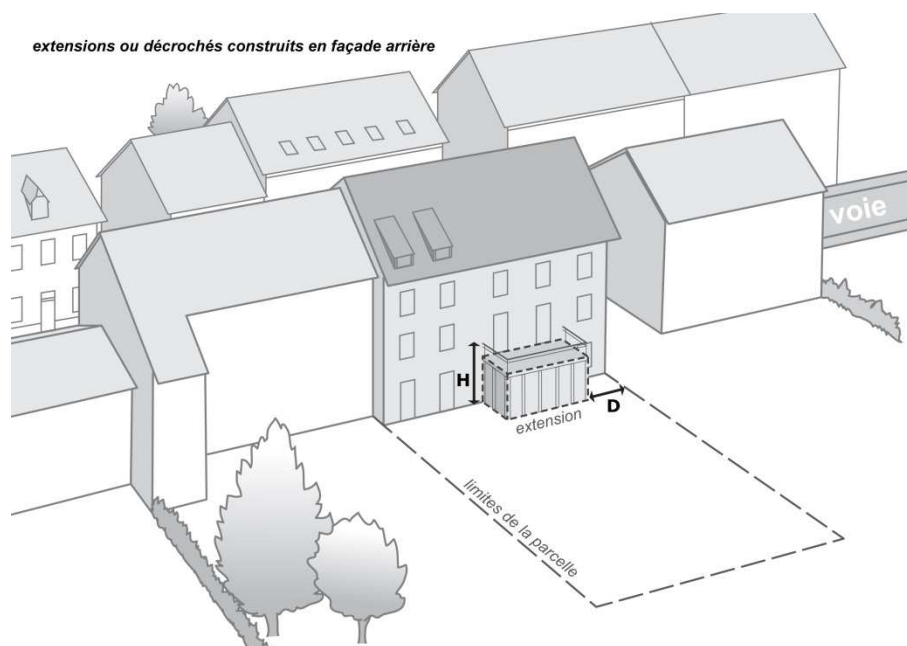 extensions ou décrochés construits en façade arrière
voie
H
D
extension
limites de la parcelle